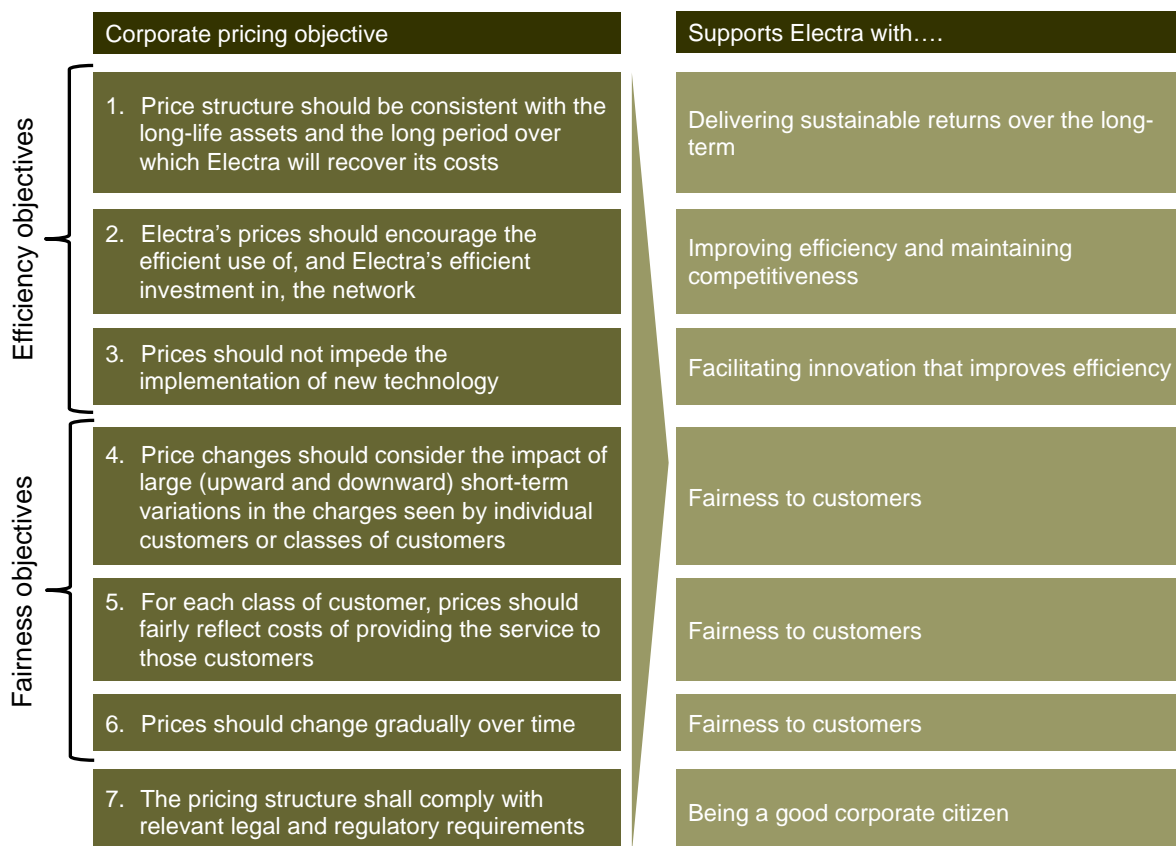 Corporate pricing objective
Supports Electra with….
Efficiency objectives
1. Price structure should be consistent with the
long-life assets and the long period over
which Electra will recover its costs
Delivering sustainable returns over the long-
term
2. Electra's prices should encourage the
efficient use of, and Electra's efficient
investment in, the network
Improving efficiency and maintaining
competitiveness
3. Prices should not impede the
implementation of new technology
Facilitating innovation that improves efficiency
Fairness objectives
4. Price changes should consider the impact of
large (upward and downward) short-term
variations in the charges seen by individual
customers or classes of customers
Fairness to customers
5. For each class of customer, prices should
fairly reflect costs of providing the service to
those customers
Fairness to customers
6. Prices should change gradually over time
Fairness to customers
7. The pricing structure shall comply with
relevant legal and regulatory requirements
Being a good corporate citizen